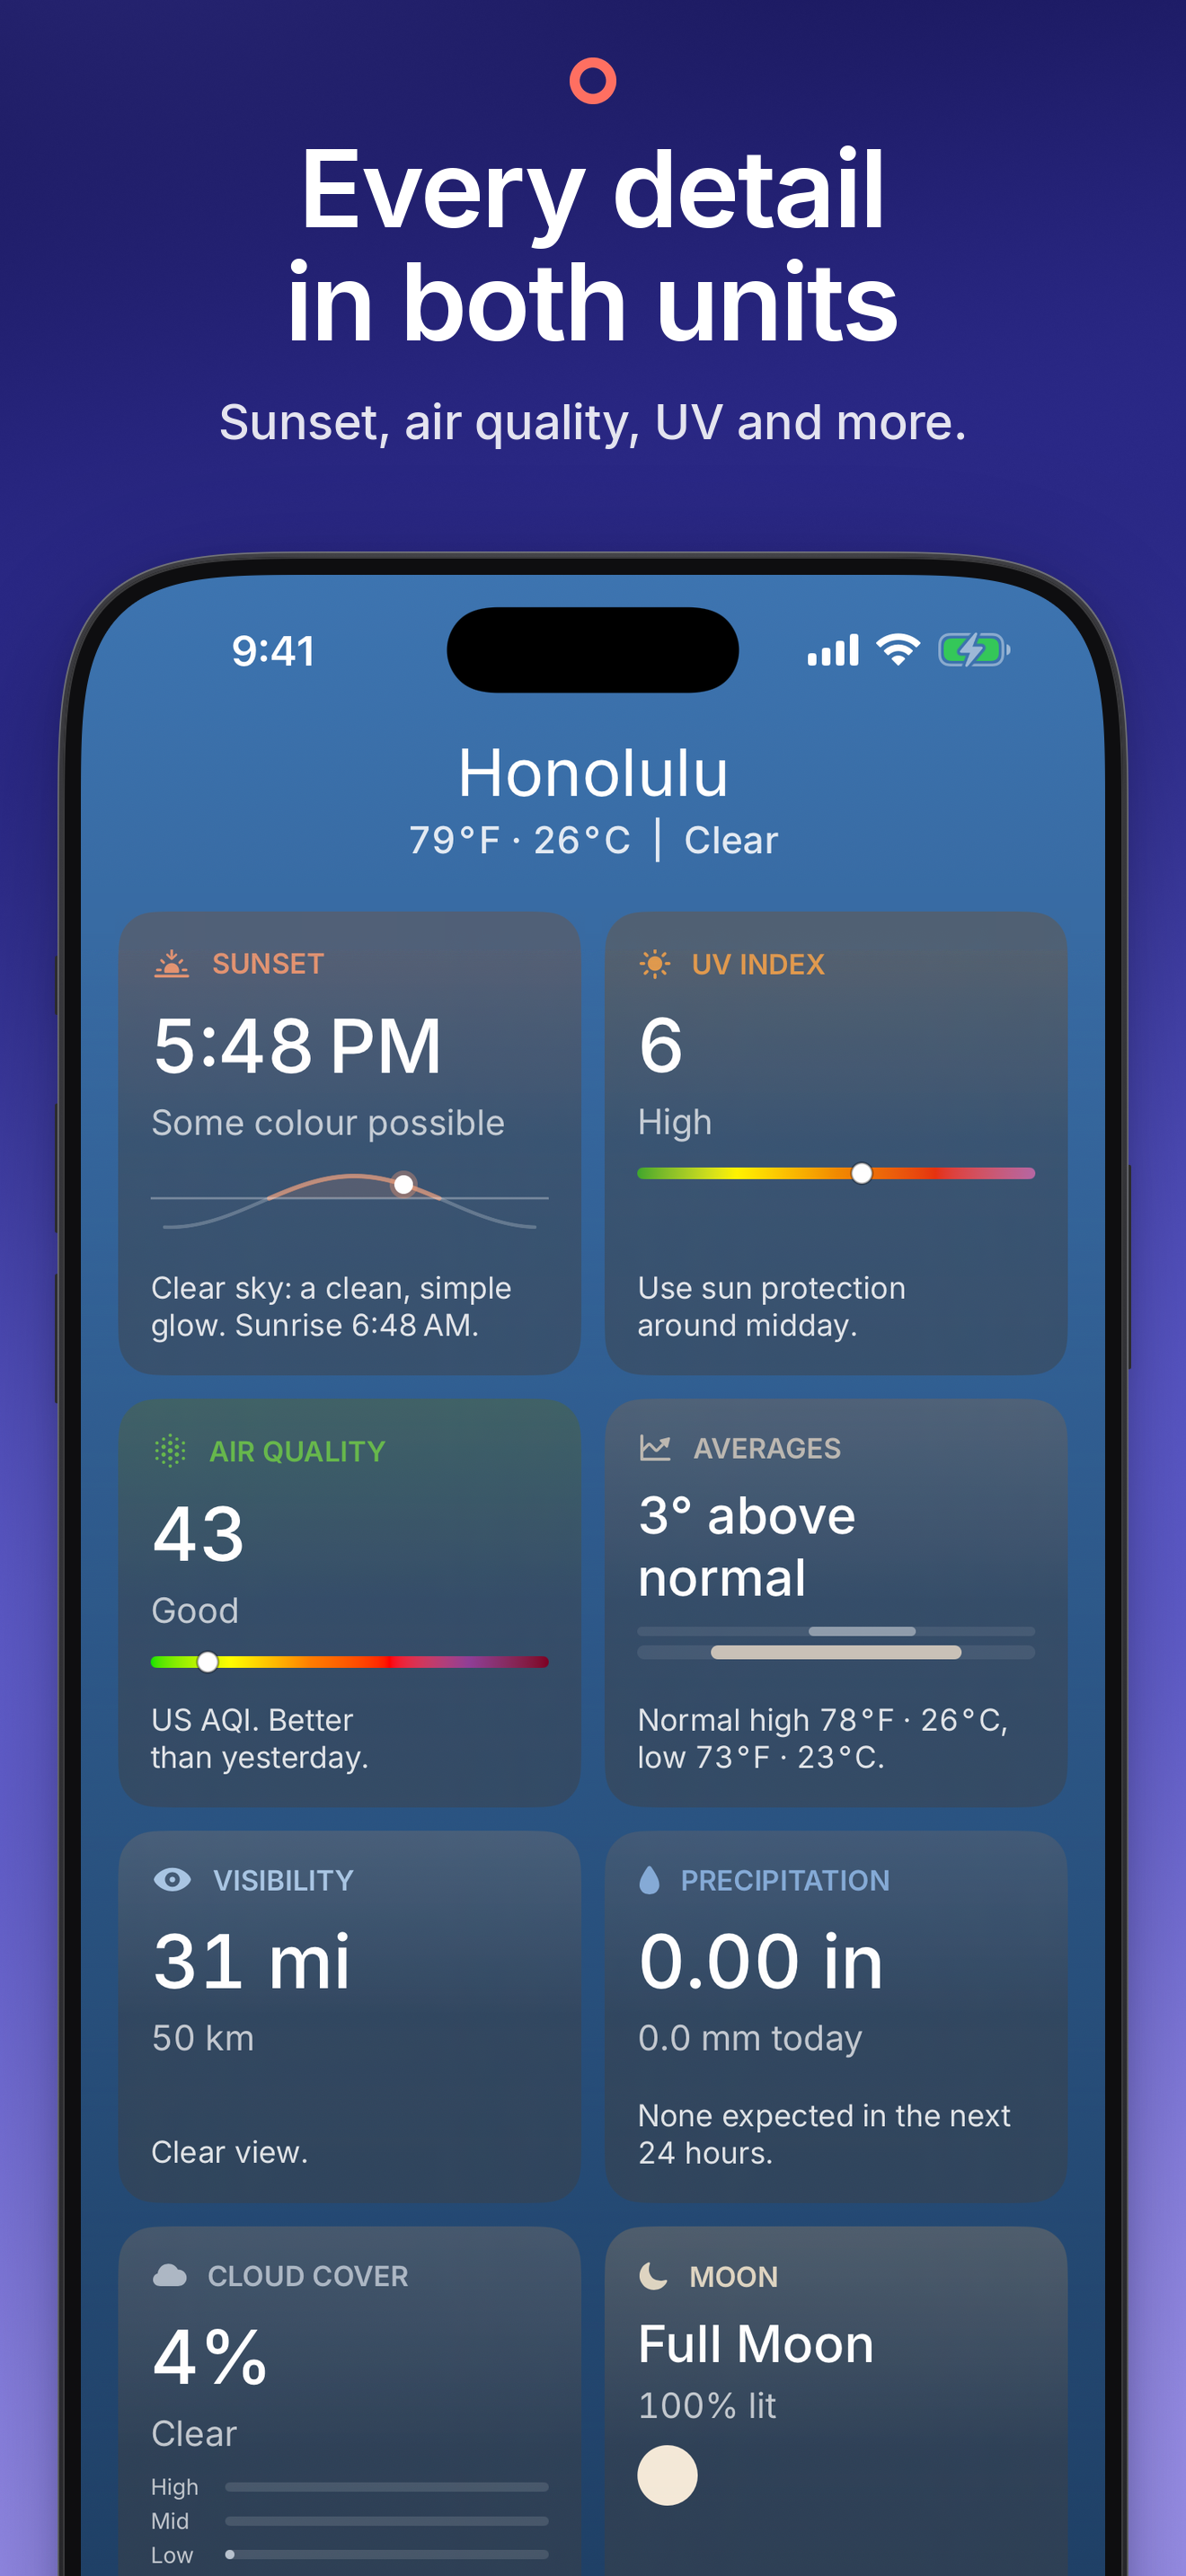 Every detail
in both units
Sunset, air quality, UV and more.
9:41
Honolulu
79°F · 26°C | Clear
SUNSET
5:48 PM
Some colour possible
Clear sky: a clean, simple
glow. Sunrise 6:48 AM.
UV INDEX
6
High
Use sun protection
around midday.
AIR QUALITY
43
Good
US AQI. Better
than yesterday.
AVERAGES
3° above
normal
Normal high 78°F · 26°C,
low 73°F · 23°C.
VISIBILITY
31 mi
50 km
Clear view.
PRECIPITATION
0.00 in
0.0 mm today
None expected in the next
24 hours.
CLOUD COVER
4%
Clear
High
Mid
Low
MOON
Full Moon
100% lit